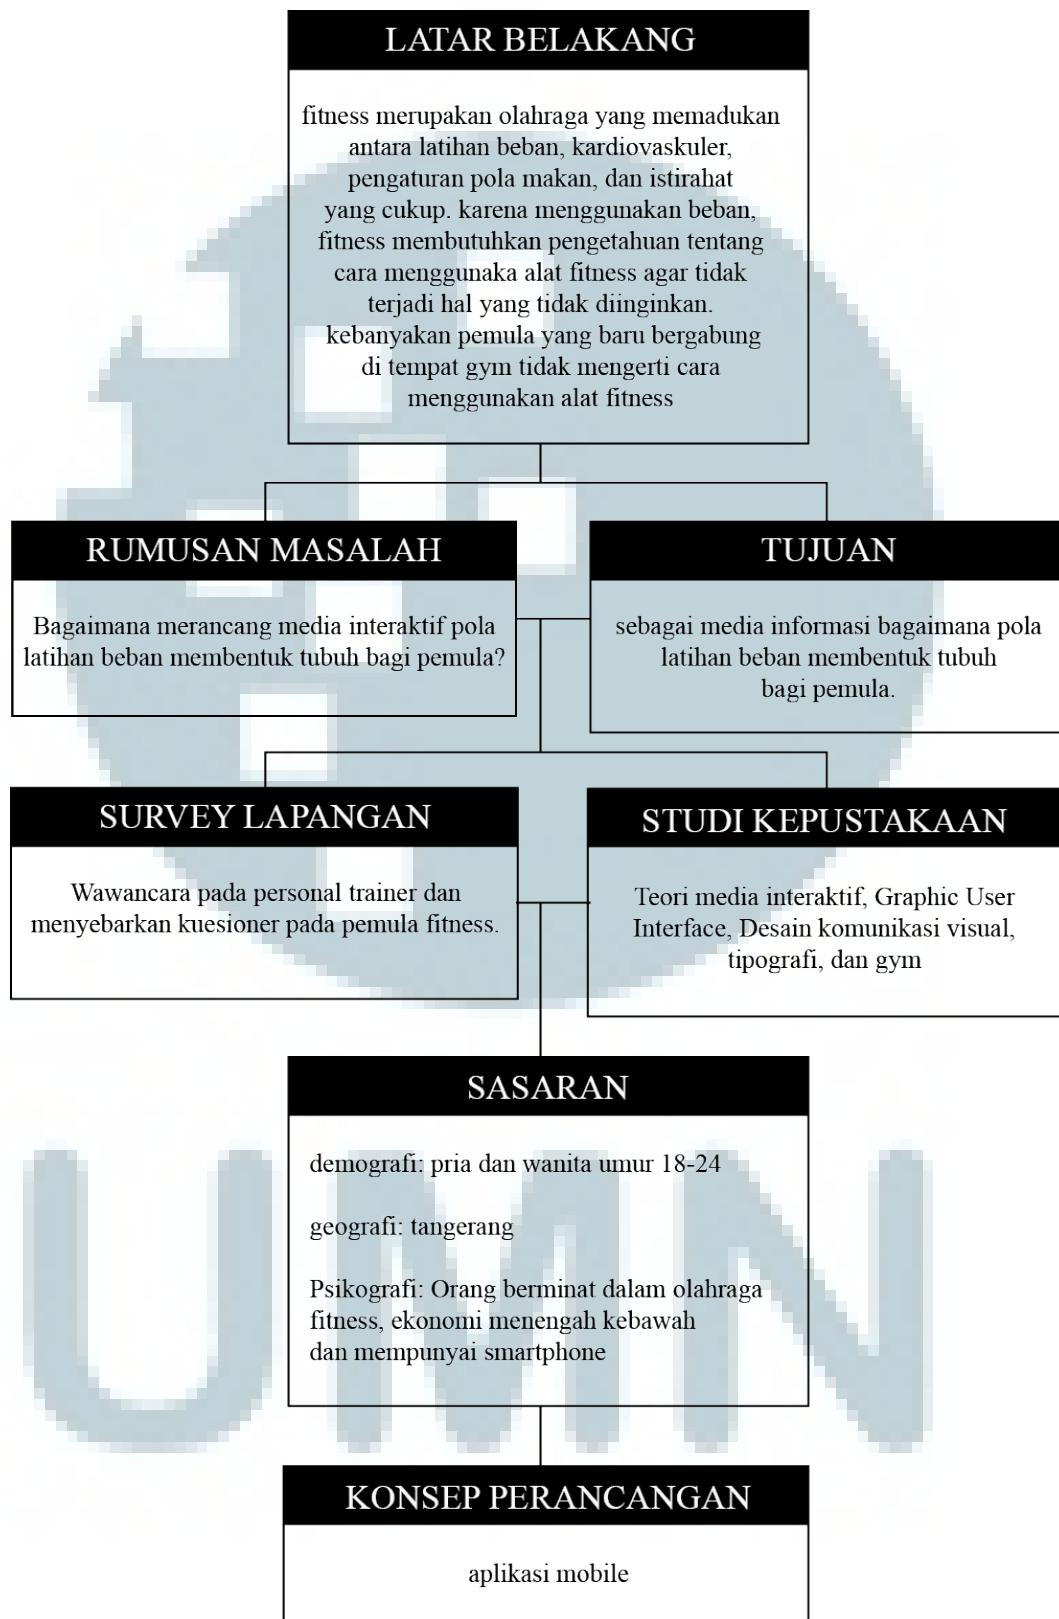 LATAR BELAKANG
fitness merupakan olahraga yang memadukan
antara latihan beban, kardiovaskuler,
pengaturan pola makan, dan istirahat
yang cukup. karena menggunakan beban,
fitness membutuhkan pengetahuan tentang
cara menggunaka alat fitness agar tidak
terjadi hal yang tidak diinginkan.
kebanyakan pemula yang baru bergabung
di tempat gym tidak mengerti cara
menggunakan alat fitness
RUMUSAN MASALAH
Bagaimana merancang media interaktif pola
latihan beban membentuk tubuh bagi pemula?
TUJUAN
sebagai media informasi bagaimana pola
latihan beban membentuk tubuh
bagi pemula.
SURVEY LAPANGAN
Wawancara pada personal trainer dan
menyebarkan kuesioner pada pemula fitness.
STUDI KEPUSTAKAAN
Teori media interaktif, Graphic User
Interface, Desain komunikasi visual,
tipografi, dan gym
SASARAN
demografi: pria dan wanita umur 18-24
geografi: tangerang
Psikografi: Orang berminat dalam olahraga
fitness, ekonomi menengah kebawah
dan mempunyai smartphone
KONSEP PERANCANGAN
aplikasi mobile
UMN